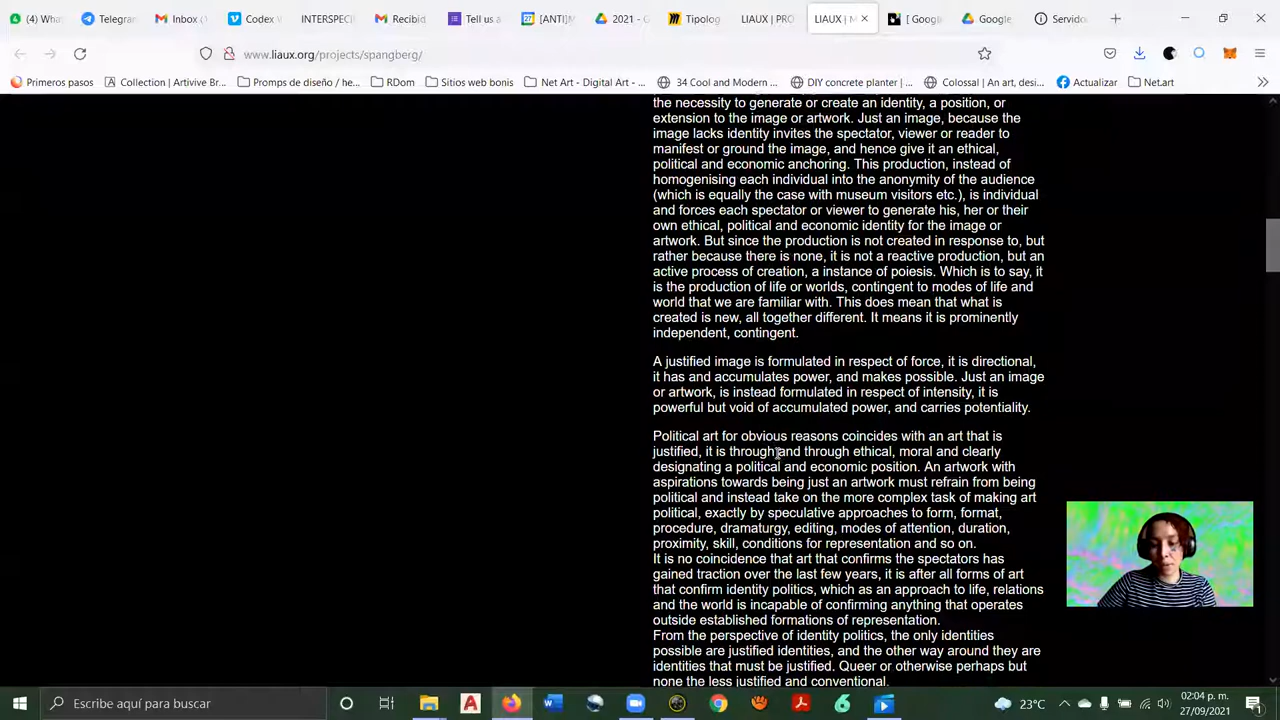 (4) What
Telegran
Inbox (1
Codex V
INTERSPECI
Recibid
Tell us a
[ANTI]M
2021 - G
Tipolog
LIAUX | PRO
LIAUX | M
[ Googl
Google
Servido
www.liaux.org/projects/spangberg/
Primeros pasos
Collection | Artivive Br...
Promps de diseño / he...
RDom
Sitios web bonis
Net Art - Digital Art - ...
34 Cool and Modern ...
DIY concrete planter | ...
Colossal | An art, desi...
Actualizar
Net.art
the necessity to generate or create an identity, a position, or
extension to the image or artwork. Just an image, because the
image lacks identity invites the spectator, viewer or reader to
manifest or ground the image, and hence give it an ethical,
political and economic anchoring. This production, instead of
homogenising each individual into the anonymity of the audience
(which is equally the case with museum visitors etc.), is individual
and forces each spectator or viewer to generate his, her or their
own ethical, political and economic identity for the image or
artwork. But since the production is not created in response to, but
rather because there is none, it is not a reactive production, but an
active process of creation, a instance of poiesis. Which is to say, it
is the production of life or worlds, contingent to modes of life and
world that we are familiar with. This does mean that what is
created is new, all together different. It means it is prominently
independent, contingent.
A justified image is formulated in respect of force, it is directional,
it has and accumulates power, and makes possible. Just an image
or artwork, is instead formulated in respect of intensity, it is
powerful but void of accumulated power, and carries potentiality.
Political art for obvious reasons coincides with an art that is
justified, it is through and through ethical, moral and clearly
designating a political and economic position. An artwork with
aspirations towards being just an artwork must refrain from being
political and instead take on the more complex task of making art
political, exactly by speculative approaches to form, format,
procedure, dramaturgy, editing, modes of attention, duration,
proximity, skill, conditions for representation and so on.
It is no coincidence that art that confirms the spectators has
gained traction over the last few years, it is after all forms of art
that confirm identity politics, which as an approach to life, relations
and the world is incapable of confirming anything that operates
outside established formations of representation.
From the perspective of identity politics, the only identities
possible are justified identities, and the other way around they are
identities that must be justified. Queer or otherwise perhaps but
none the less justified and conventional.
Escribe aquí para buscar
23°C
02:04 p. m.
27/09/2021